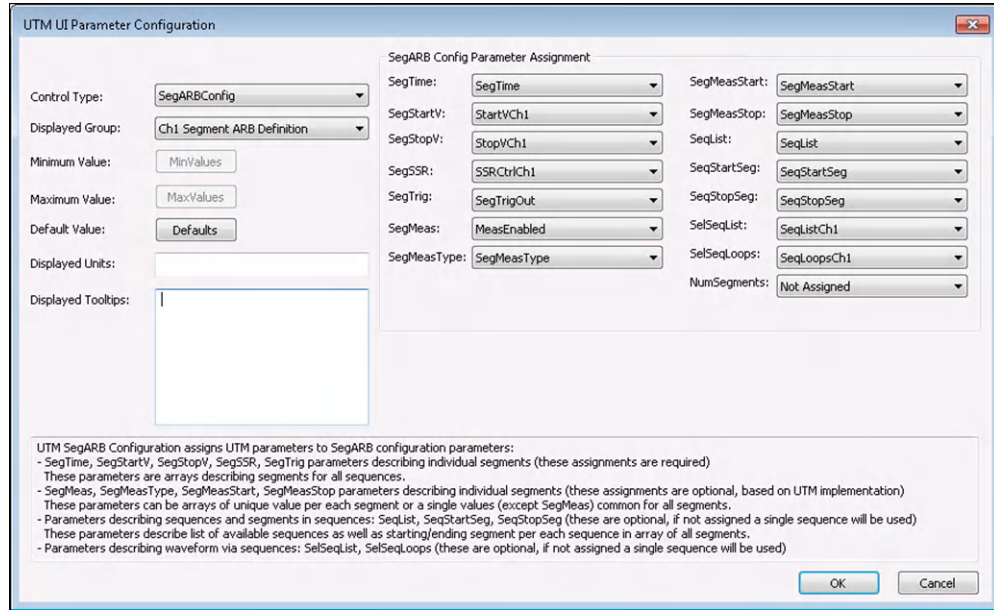 UTM UI Parameter Configuration
Control Type: SegARBConfig
Displayed Group: Ch1 Segment ARB Definition
Minimum Value: MinValues
Maximum Value: MaxValues
Default Value: Defaults
Displayed Units:
Displayed Tooltips:
SegARB Config Parameter Assignment
SegTime: SegTime
SegStartV: StartVCh1
SegStopV: StopVCh1
SegSSR: SSRCtrlCh1
SegTrig: SegTrigOut
SegMeas: MeasEnabled
SegMeasType: SegMeasType
SegMeasStart: SegMeasStart
SegMeasStop: SegMeasStop
SeqList: SeqList
SeqStartSeg: SeqStartSeg
SeqStopSeg: SeqStopSeg
SelSeqList: SeqListCh1
SelSeqLoops: SeqLoopsCh1
NumSegments: Not Assigned
UTM SegARB Configuration assigns UTM parameters to SegARB configuration parameters:
- SegTime, SegStartV, SegStopV, SegSSR, SegTrig parameters describing individual segments (these assignments are required)
These parameters are arrays describing segments for all sequences.
- SegMeas, SegMeasType, SegMeasStart, SegMeasStop parameters describing individual segments (these assignments are optional, based on UTM implementation)
These parameters can be arrays of unique value per each segment or a single values (except SegMeas) common for all segments.
- Parameters describing sequences and segments in sequences: SeqList, SeqStartSeg, SeqStopSeg (these are optional, if not assigned a single sequence will be used)
These parameters describe list of available sequences as well as starting/ending segment per each sequence in array of all segments.
- Parameters describing waveform via sequences: SelSeqList, SelSeqLoops (these are optional, if not assigned a single sequence will be used)
OK
Cancel